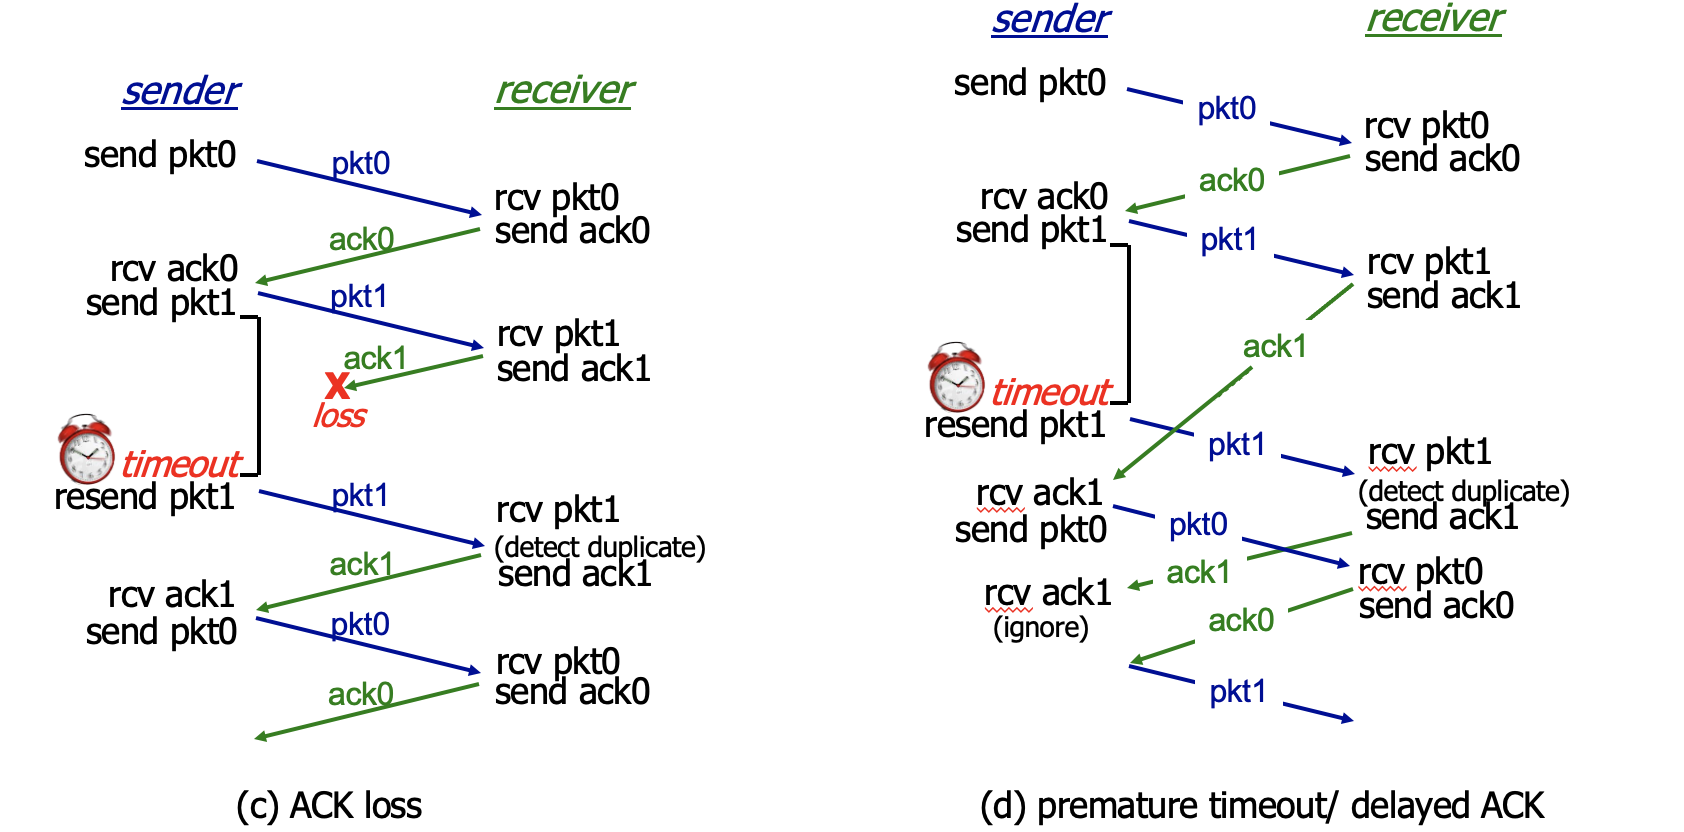 sender
receiver
send pkt0
pkt0
rcv pkt0
send ack0
ack0
rcv ack0
send pkt1
pkt1
rcv pkt1
send ack1
ack1
X
loss
timeout
resend pkt1
pkt1
rcv pkt1
(detect duplicate)
send ack1
ack1
rcv ack1
send pkt0
pkt0
rcv pkt0
send ack0
ack0
(c) ACK loss
sender
receiver
send pkt0
pkt0
rcv pkt0
send ack0
ack0
rcv ack0
send pkt1
pkt1
rcv pkt1
send ack1
ack1
timeout
resend pkt1
pkt1
rcv pkt1
(detect duplicate)
send ack1
rcv ack1
send pkt0
pkt0
ack1
rcv pkt0
send ack0
rcv ack1
(ignore)
ack0
pkt1
(d) premature timeout/ delayed ACK